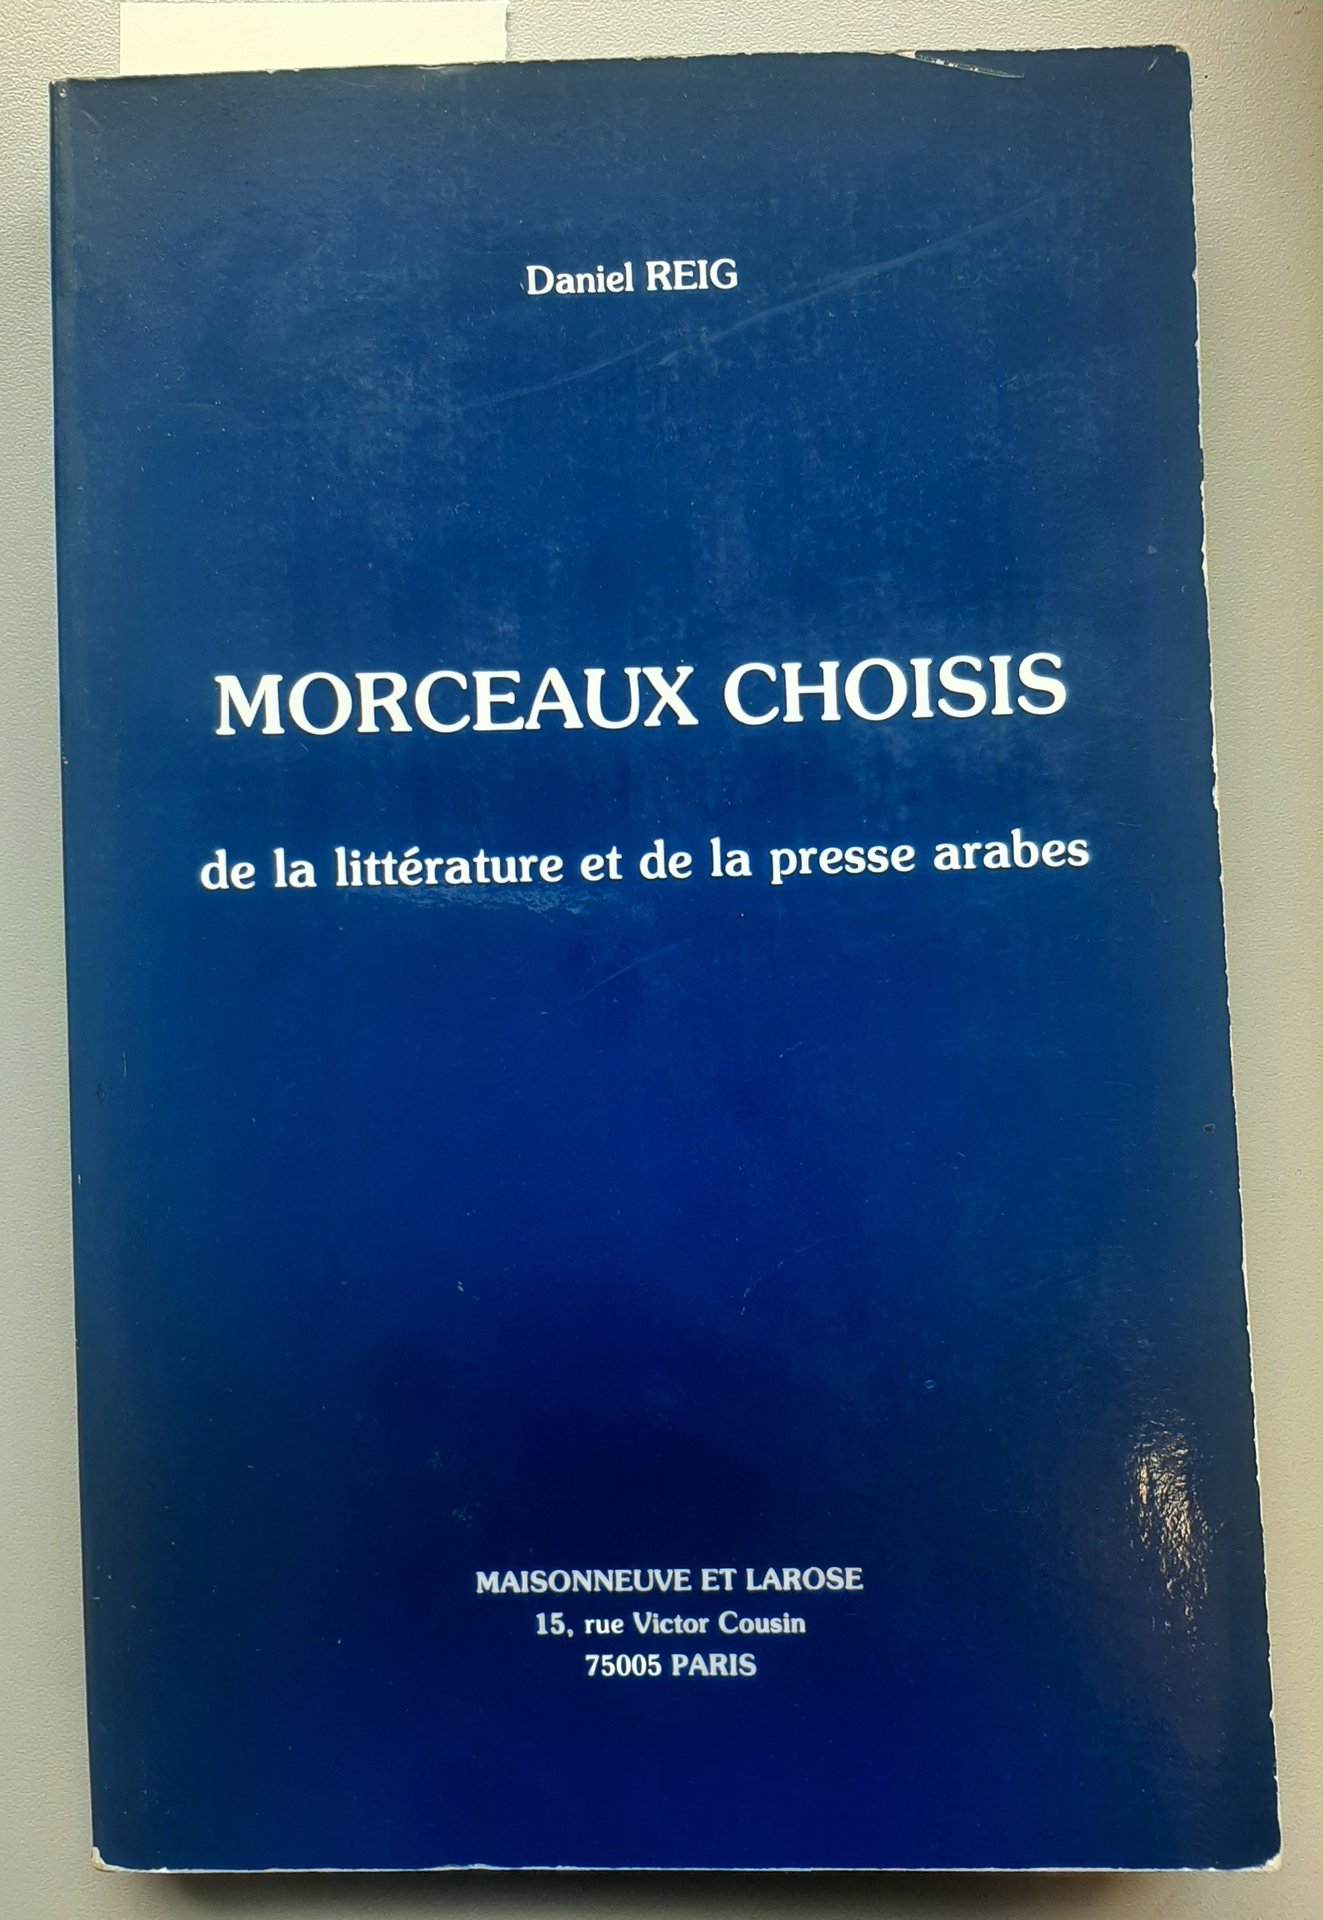 Daniel REIG
MORCEAUX CHOISIS
de la littérature et de la presse arabes
MAISONNEUVE ET LAROSE
15, rue Victor Cousin
75005 PARIS